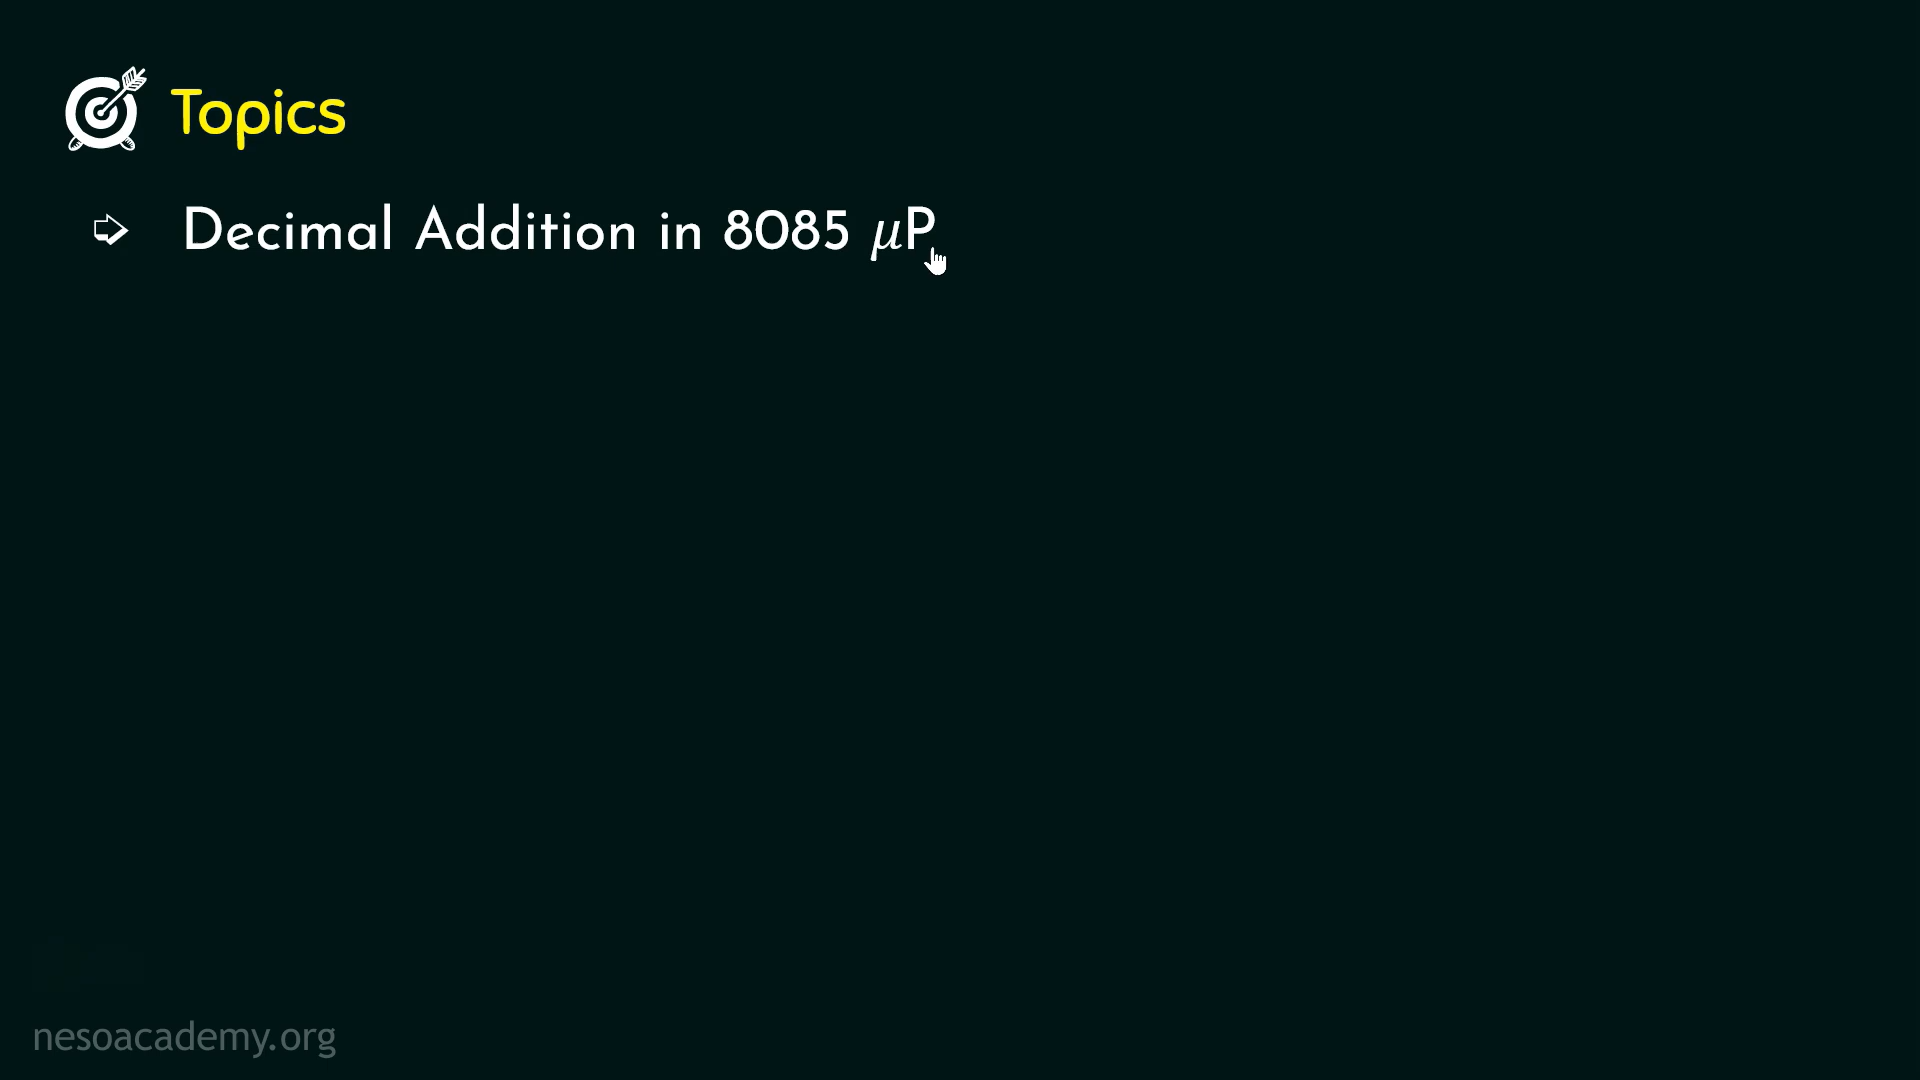 Topics
➩ Decimal Addition in 8085 μP
nesoacademy.org